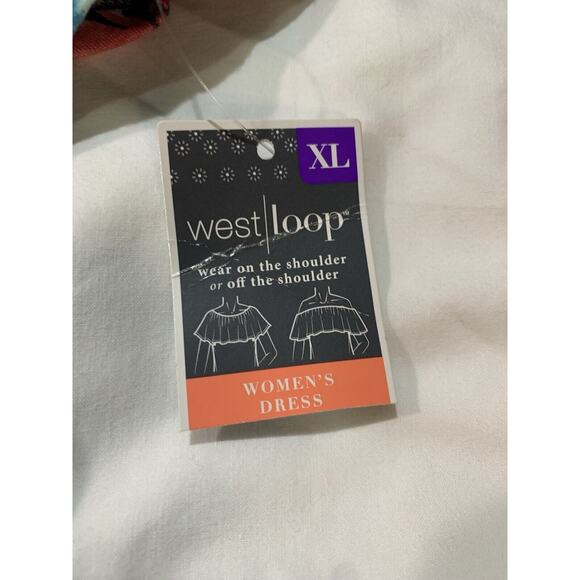 XL
west|loop
wear on the shoulder
or off the shoulder
WOMEN'S
DRESS